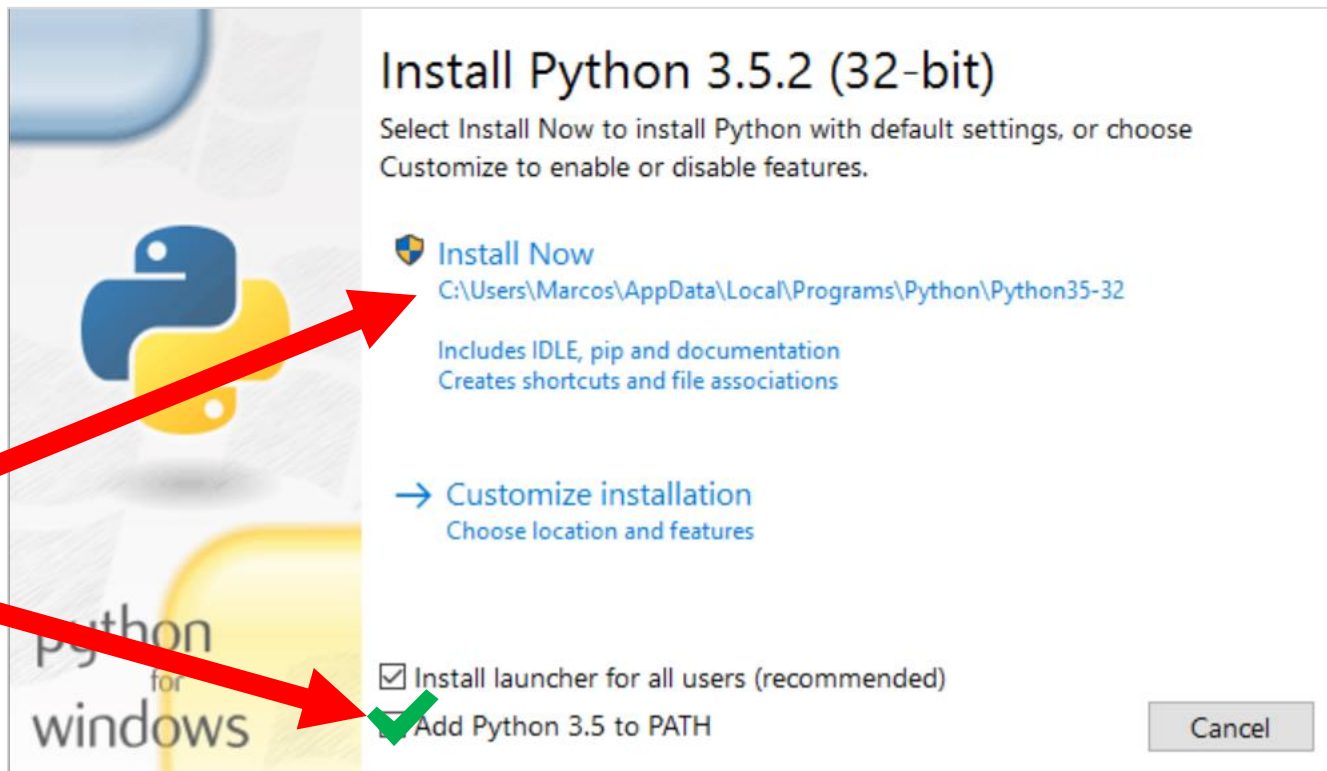 Install Python 3.5.2 (32-bit)
Select Install Now to install Python with default settings, or choose
Customize to enable or disable features.
Install Now
C:\Users\Marcos\AppData\Local\Programs\Python\Python35-32
Includes IDLE, pip and documentation
Creates shortcuts and file associations
Customize installation
Choose location and features
Install launcher for all users (recommended)
Add Python 3.5 to PATH
Cancel
python
for
windows